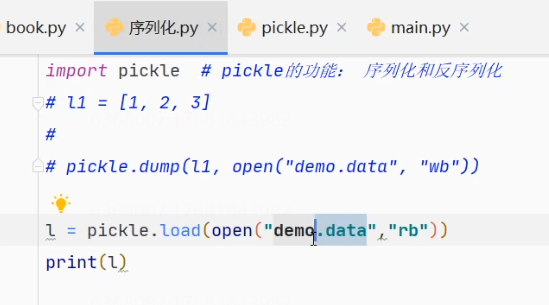 book.py 序列化.py pickle.py main.py
import pickle  # pickle的功能： 序列化和反序列化
# l1 = [1, 2, 3]
#
# pickle.dump(l1, open("demo.data", "wb"))
l = pickle.load(open("demo.data","rb"))
print(l)